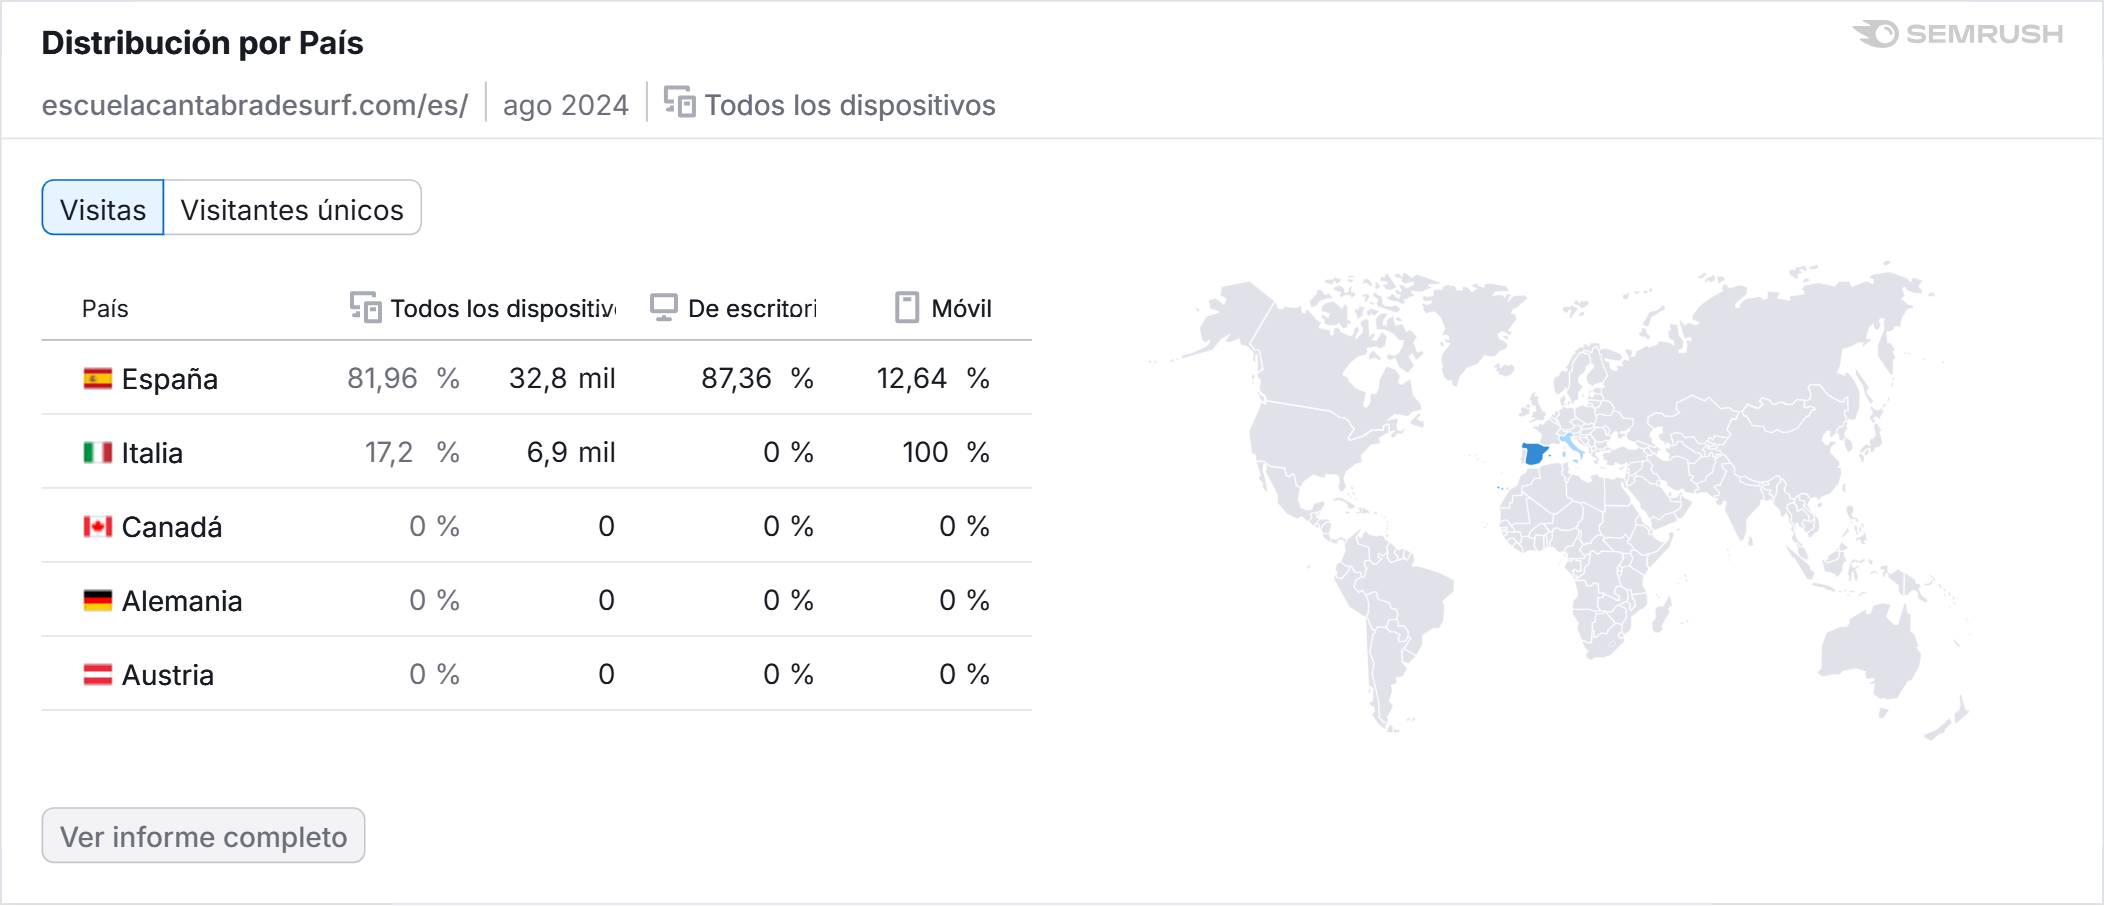 Distribución por País
SEMRUSH
escuelacantabradesurf.com/es/ ago 2024 Todos los dispositivos
Visitas Visitantes únicos
País Todos los dispositiv De escritori Móvil
España 81,96 % 32,8 mil 87,36 % 12,64 %
Italia 17,2 % 6,9 mil 0 % 100 %
Canadá 0 % 0 0 % 0 %
Alemania 0 % 0 0 % 0 %
Austria 0 % 0 0 % 0 %
Ver informe completo